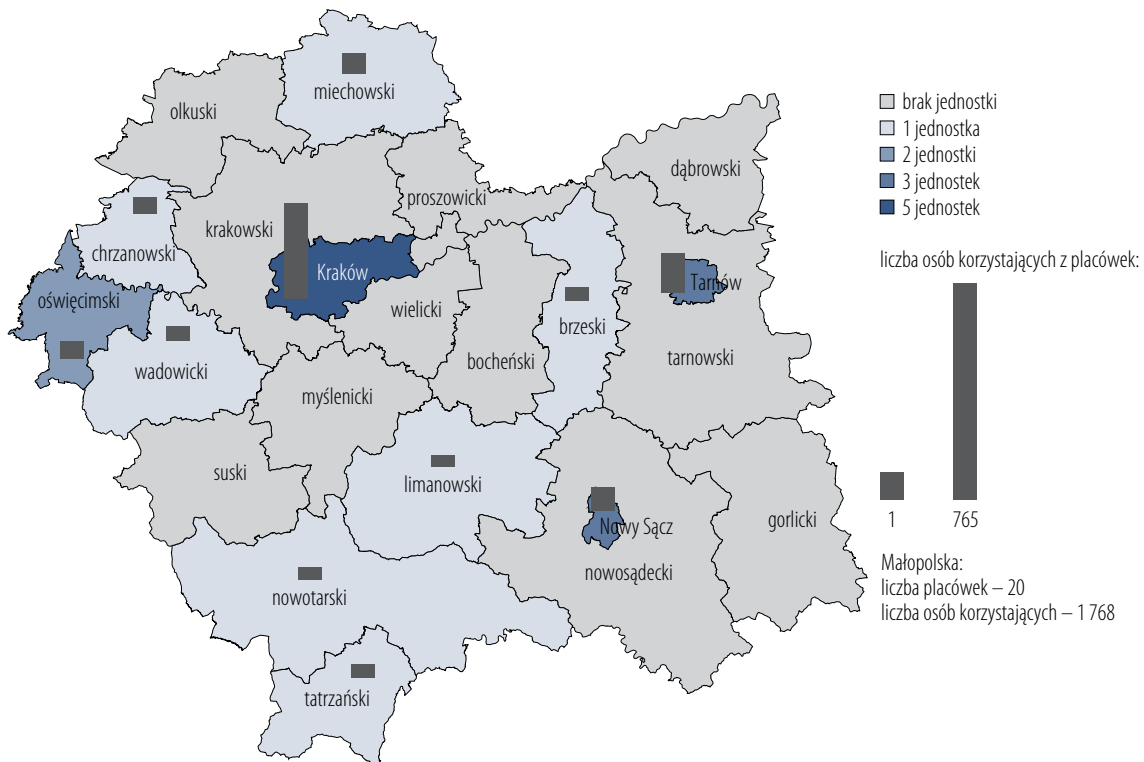 miechowski
olkuski
dąbrowski
proszowicki
krakowski
chrzanowski
Kraków
Tarnów
oświęcimski
wielicki
brzeski
tarnowski
bocheński
wadowicki
myślenicki
suski
limanowski
gorlicki
Nowy Sącz
nowosądecki
nowotarski
tatrzański
brak jednostki
1 jednostka
2 jednostki
3 jednostek
5 jednostek
liczba osób korzystających z placówek:
1 765
Małopolska:
liczba placówek – 20
liczba osób korzystających – 1 768